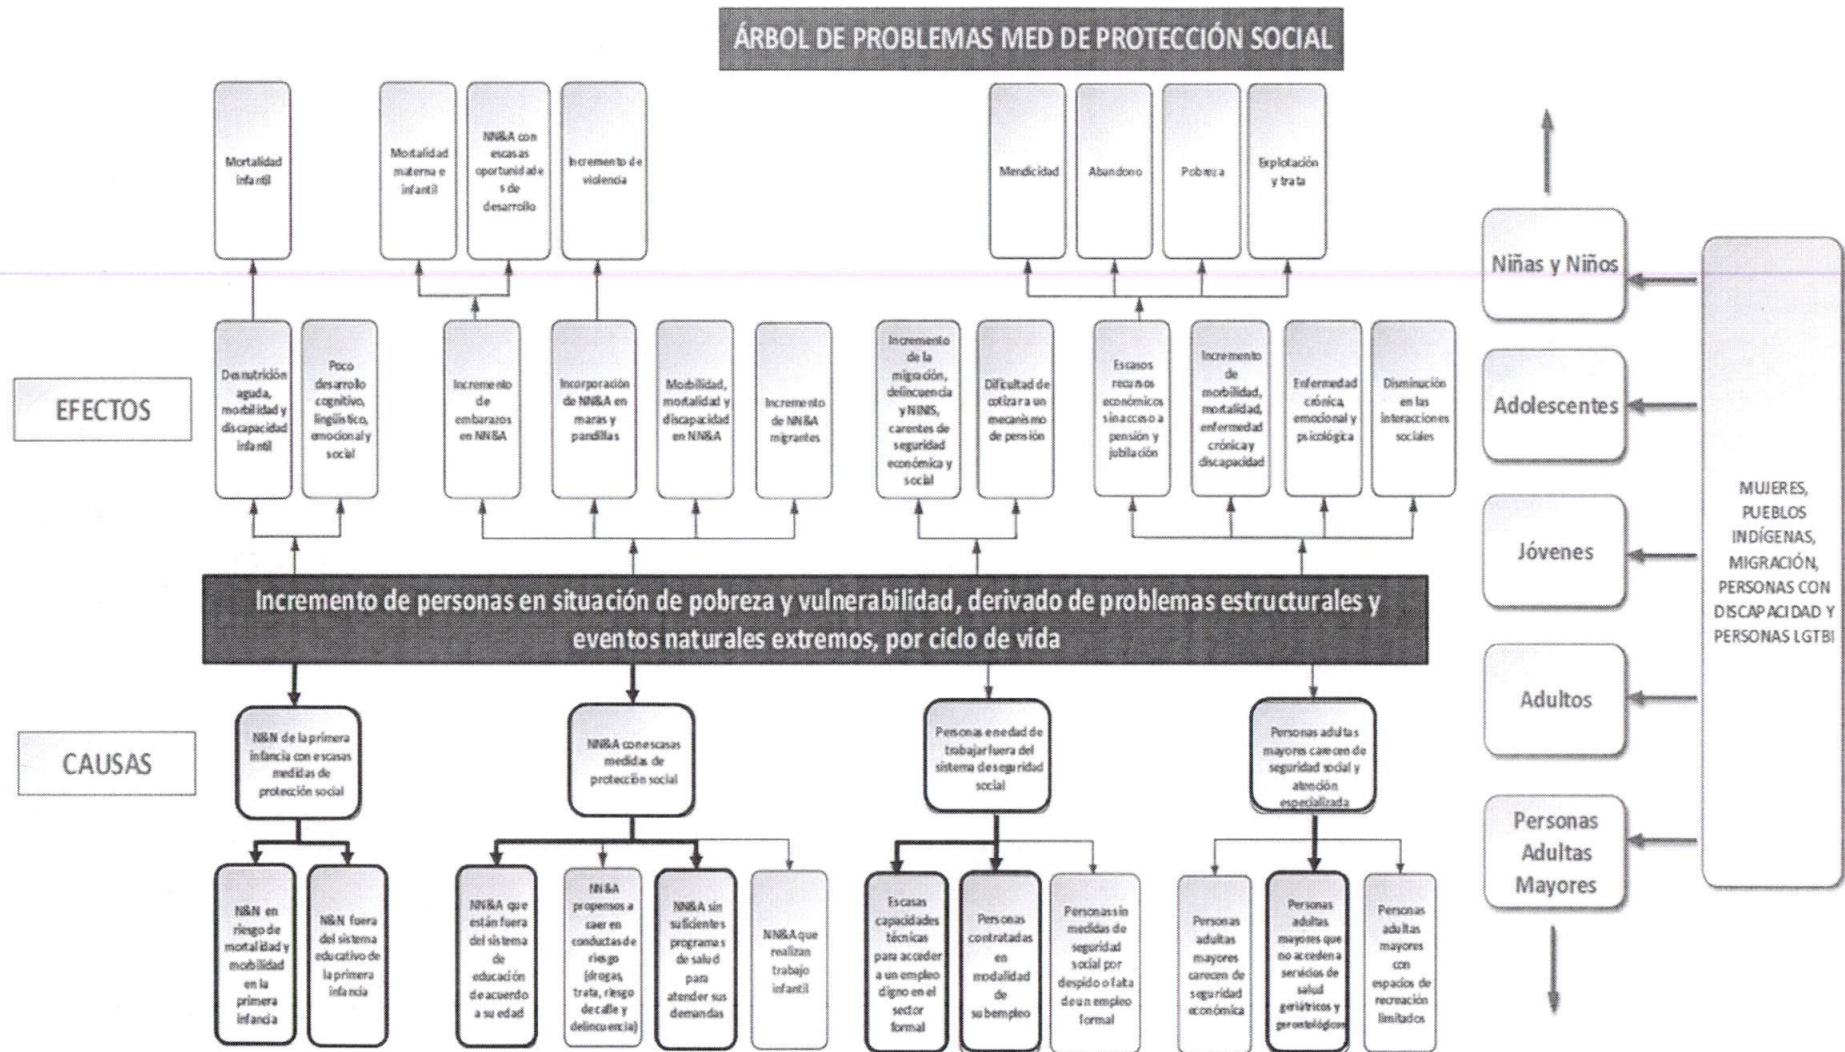 ÁRBOL DE PROBLEMAS MED DE PROTECCIÓN SOCIAL
Mortalidad
infantil
Mortalidad
materna e
infantil
NN&A con
escasas
oportunidade
s de
desarrollo
Incremento de
violencia
Mendicidad
Abandono
Pobreza
Explotación
y trata
EFECTOS
Desnutrición
aguda,
morbilidad y
discapacidad
infantil
Poco
desarrollo
cognitivo,
lingüístico,
emocional y
social
Incremento
de
embarazos
en NN&A
Incorporación
de NN&A en
maras y
pandillas
Morbilidad,
mortalidad y
discapacidad
en NN&A
Incremento
de NN&A
migrantes
Incremento
de la
migración,
delincuencia
y NINIS,
carentes de
seguridad
económica y
social
Dificultad de
cotizar a un
mecanismo
de pensión
Escasos
recursos
económicos
sin acceso a
pensión y
jubilación
Incremento
de
morbilidad,
mortalidad,
enfermedad
crónica y
discapacidad
Enfermedad
crónica,
emocional y
psicológica
Disminución
en las
interacciones
sociales
Incremento de personas en situación de pobreza y vulnerabilidad, derivado de problemas estructurales y
eventos naturales extremos, por ciclo de vida
CAUSAS
N&N de la primera
infancia con escasas
medidas de
protección social
NN&A con escasas
medidas de
protección social
Personas en edad de
trabajar fuera del
sistema de seguridad
social
Personas adultas
mayores carecen de
seguridad social y
atención
especializada
N&N en
riesgo de
mortalidad y
morbilidad
en la
primera
infancia
N&N fuera
del sistema
educativo de
la primera
infancia
NN&A que
están fuera
del sistema
de
educación
de acuerdo
a su edad
NN&A
propensos a
caer en
conductas de
riesgo
(drogas,
trata, riesgo
de calle y
delincuencia)
NN&A sin
suficientes
programas
de salud
para
atender sus
demandas
NN&A que
realizan
trabajo
infantil
Escasas
capacidades
técnicas
para acceder
a un empleo
digno en el
sector
formal
Personas
contratadas
en
modalidad
de
subempleo
Personas sin
medidas de
seguridad
social por
despido o fata
de un empleo
formal
Personas
adultas
mayores
carecen de
seguridad
económica
Personas
adultas
mayores que
no acceden a
servicios de
salud
geriátricos y
gerontológicos
Personas
adultas
mayores
con
espacios de
recreación
limitados
Niñas y Niños
Adolescentes
Jóvenes
Adultos
Personas
Adultas
Mayores
MUJERES,
PUEBLOS
INDÍGENAS,
MIGRACIÓN,
PERSONAS CON
DISCAPACIDAD Y
PERSONAS LGTBI